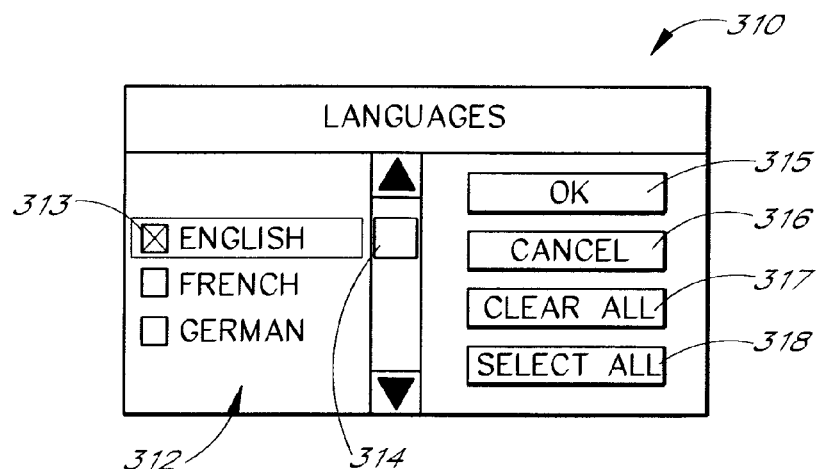 310
LANGUAGES
315
OK
313
316
ENGLISH
CANCEL
317
FRENCH
CLEAR ALL
GERMAN
318
SELECT ALL
312
314